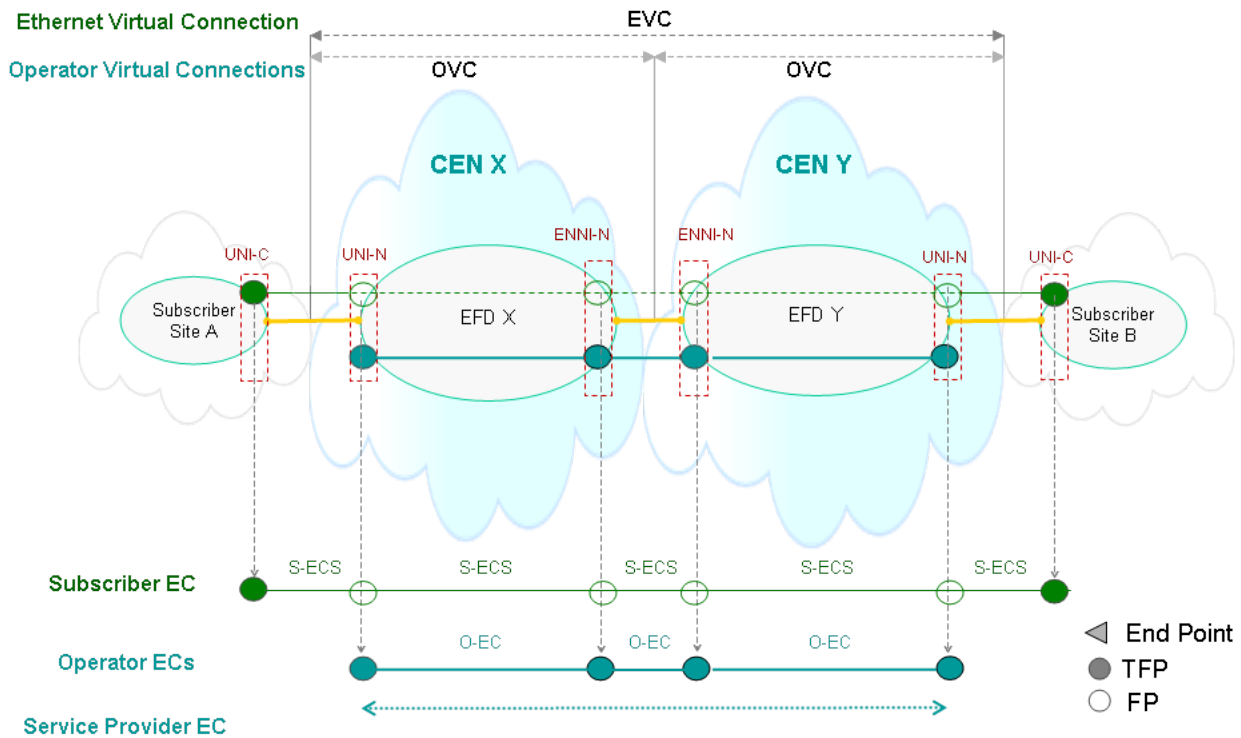 Ethernet Virtual Connection
EVC
Operator Virtual Connections
OVC
OVC
CEN X
CEN Y
UNI-C
UNI-N
ENNI-N
ENNI-N
UNI-N
UNI-C
Subscriber
Site A
EFD X
EFD Y
Subscriber
Site B
Subscriber EC
S-ECS
S-ECS
S-ECS
S-ECS
S-ECS
Operator ECs
O-EC
O-EC
O-EC
Service Provider EC
End Point
TFP
FP